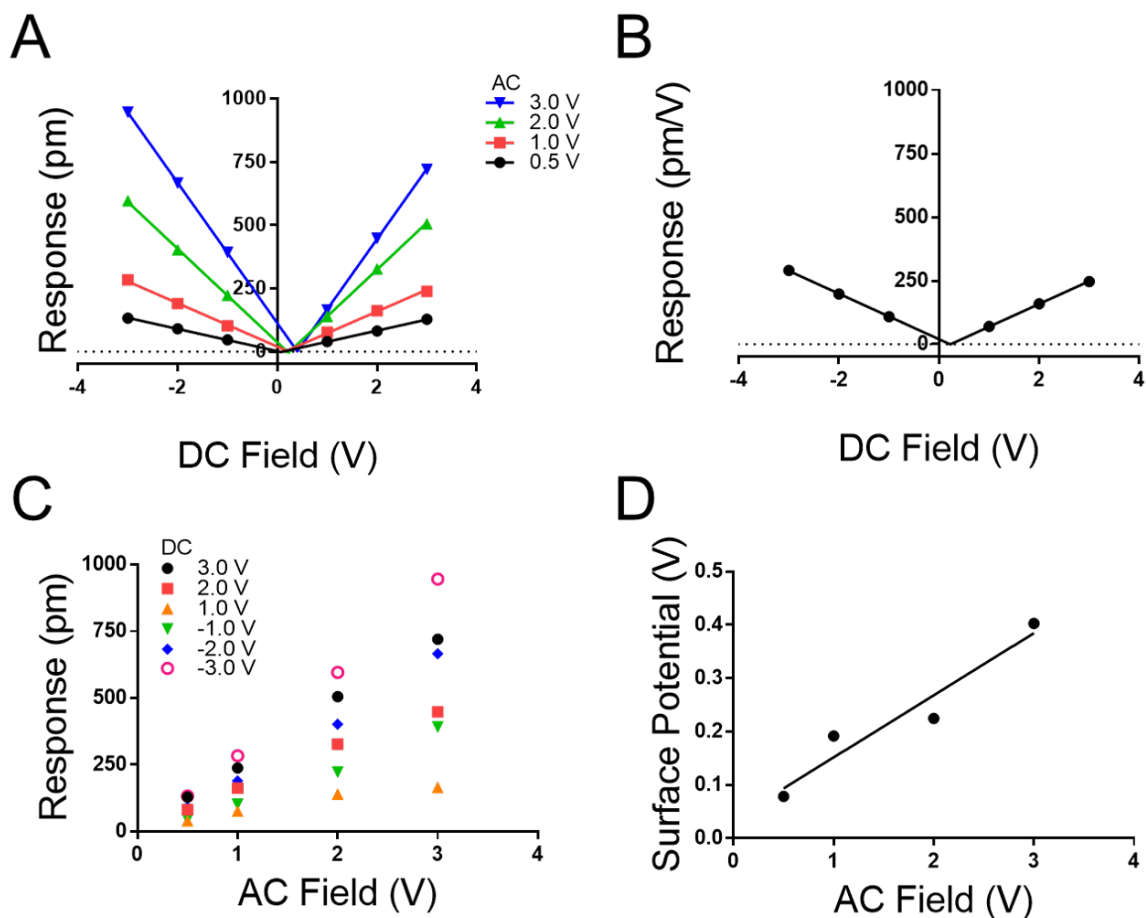 A
Response (pm)
1000
750
500
250
0
-4
-2
0
2
4
DC Field (V)
AC
3.0 V
2.0 V
1.0 V
0.5 V
B
Response (pm/V)
1000
750
500
250
0
-4
-2
0
2
4
DC Field (V)
C
Response (pm)
1000
750
500
250
0
DC
3.0 V
2.0 V
1.0 V
-1.0 V
-2.0 V
-3.0 V
0
1
2
3
4
AC Field (V)
D
Surface Potential (V)
0.5
0.4
0.3
0.2
0.1
0.0
0
1
2
3
4
AC Field (V)